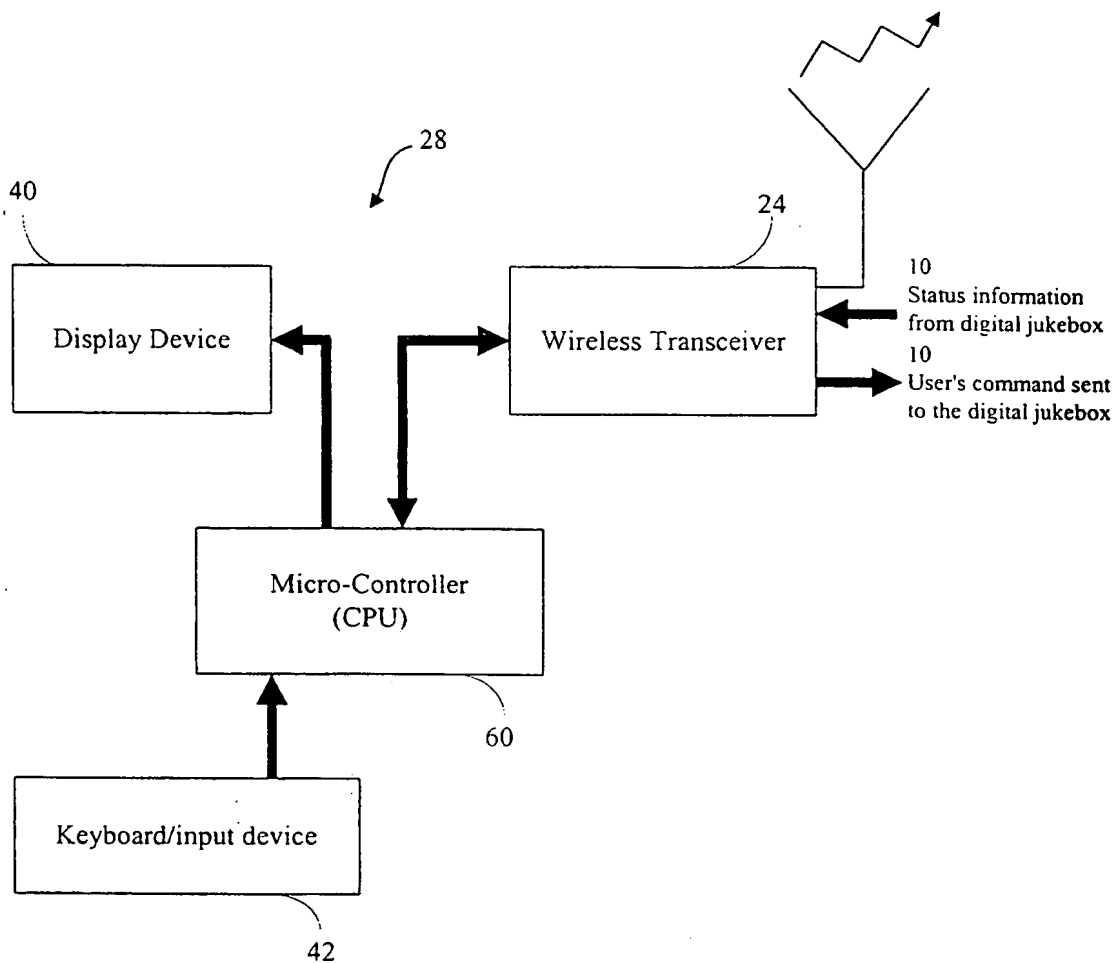 28
40
24
Display Device
Wireless Transceiver
10
Status information
from digital jukebox
10
User's command sent
to the digital jukebox
Micro-Controller
(CPU)
60
Keyboard/input device
42